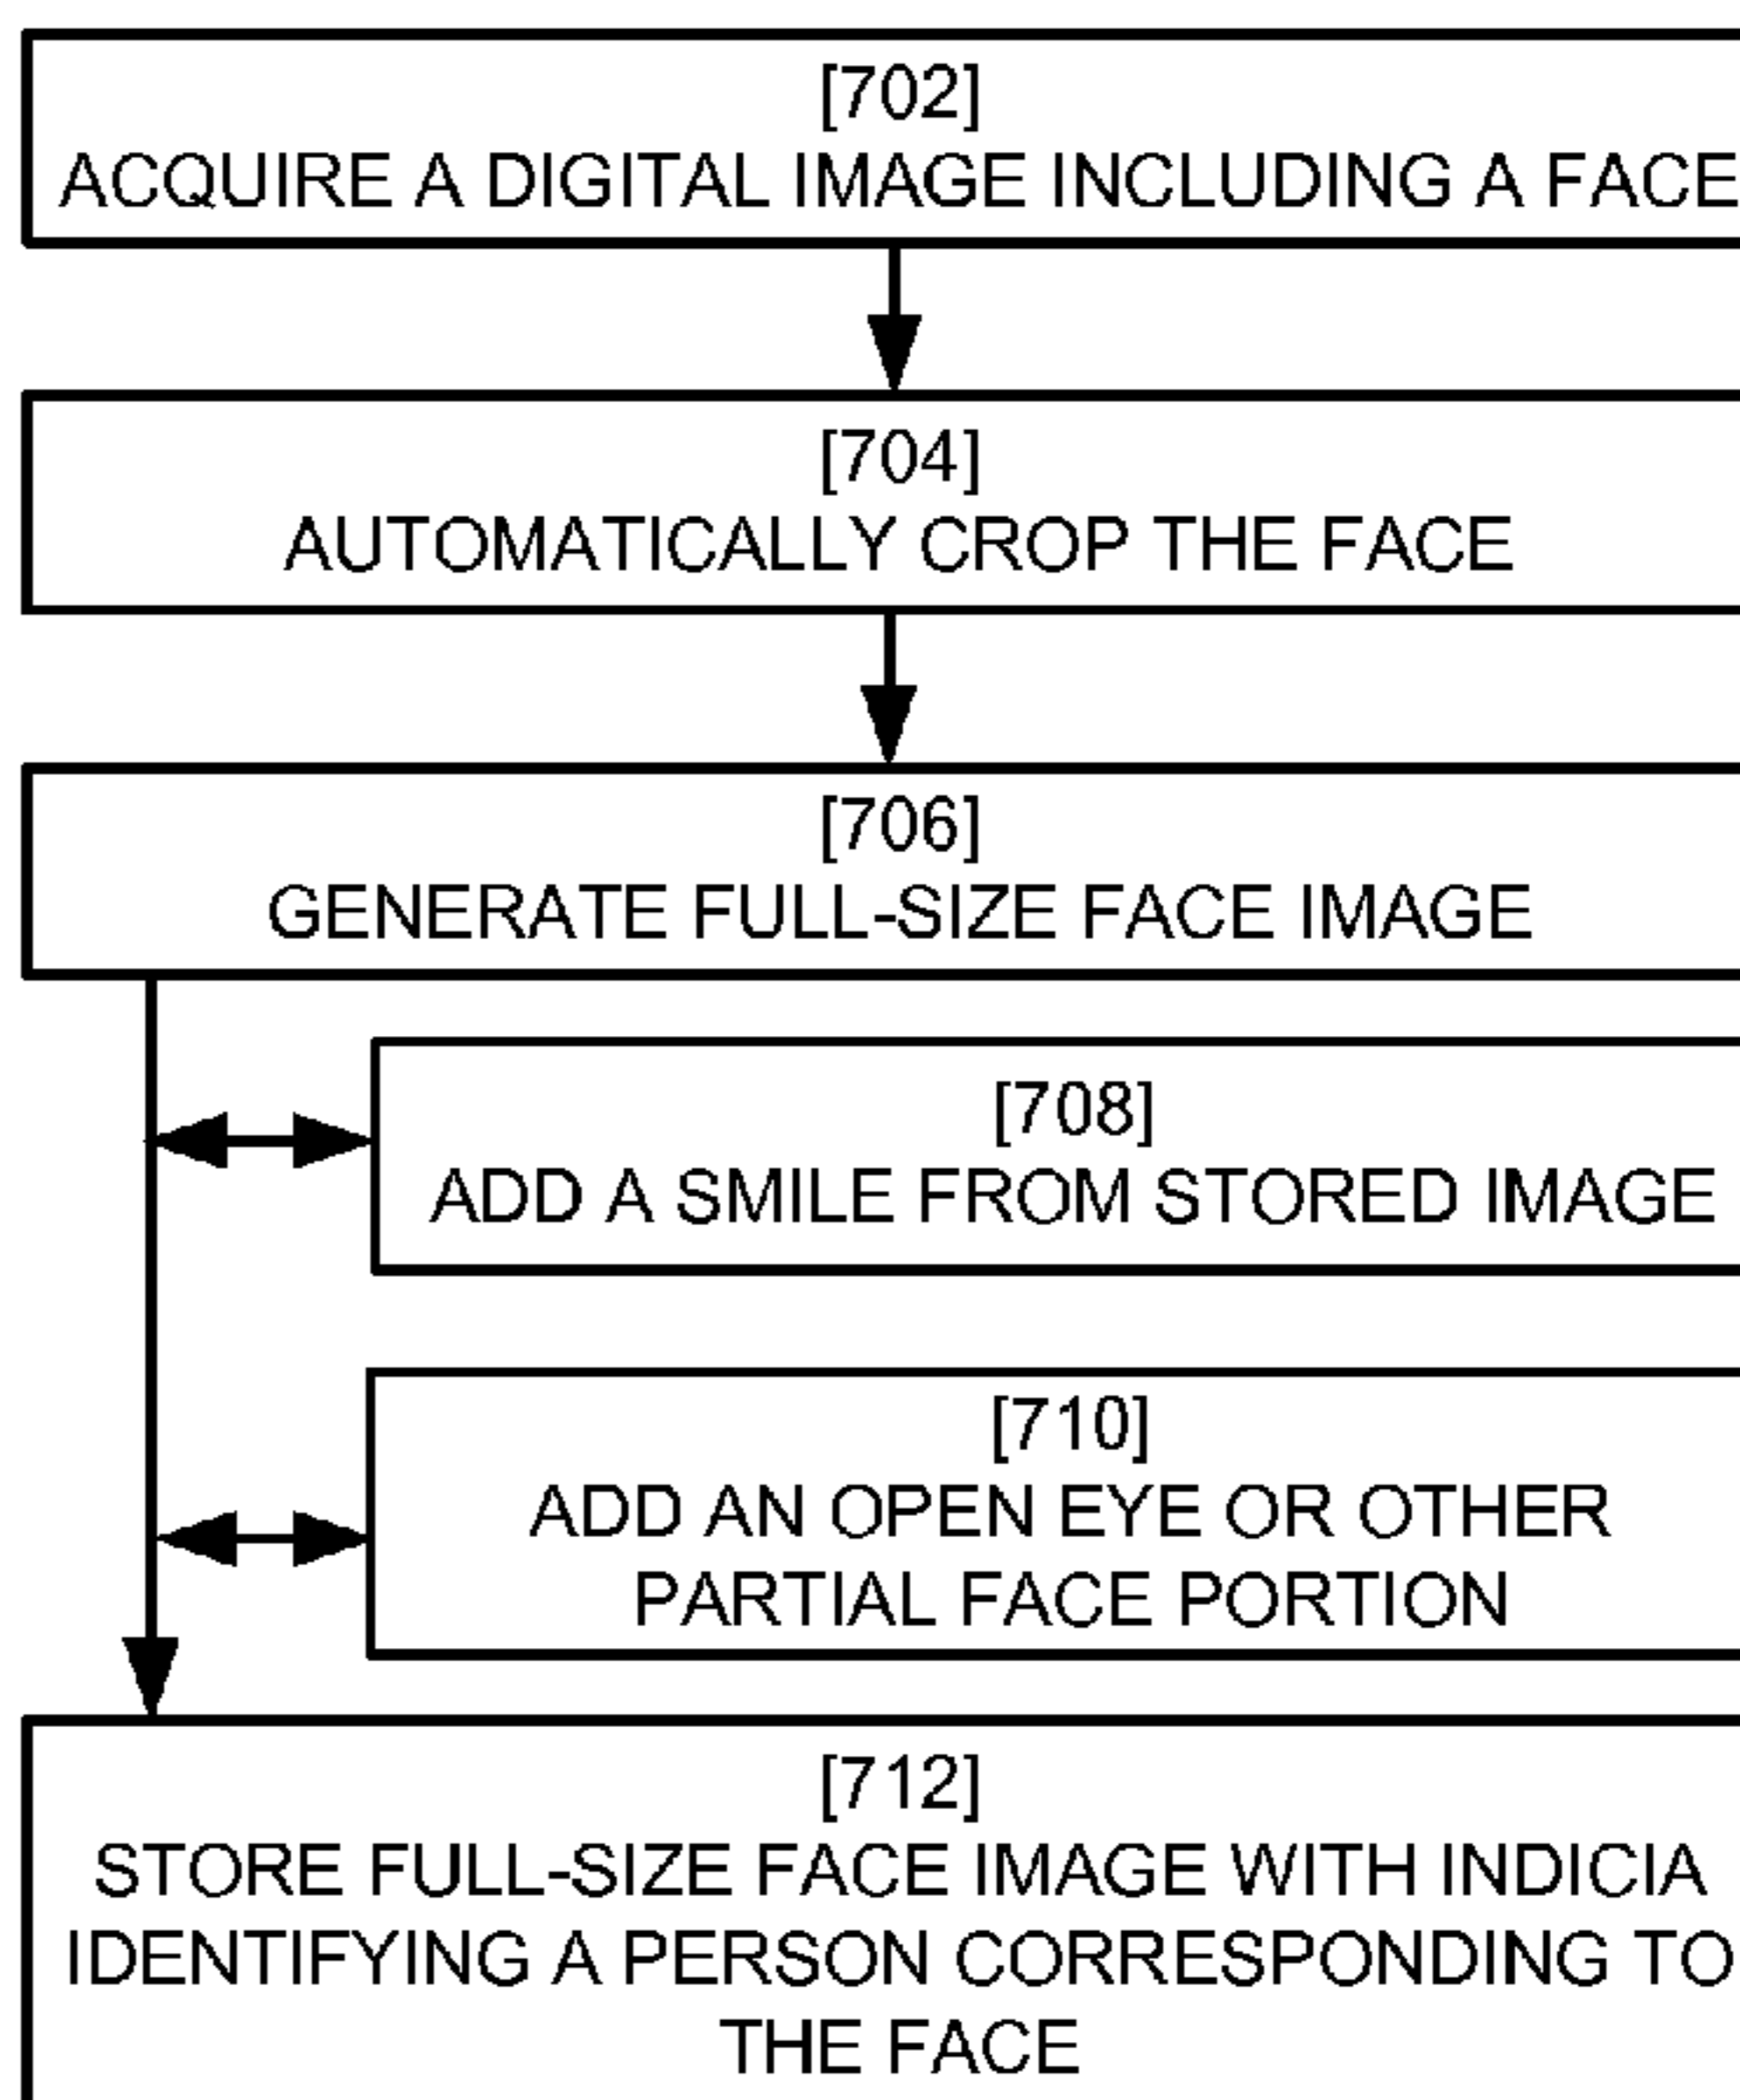 [702]
ACQUIRE A DIGITAL IMAGE INCLUDING A FACE
[704]
AUTOMATICALLY CROP THE FACE
[706]
GENERATE FULL-SIZE FACE IMAGE
[708]
ADD A SMILE FROM STORED IMAGE
[710]
ADD AN OPEN EYE OR OTHER
PARTIAL FACE PORTION
[712]
STORE FULL-SIZE FACE IMAGE WITH INDICIA
IDENTIFYING A PERSON CORRESPONDING TO
THE FACE